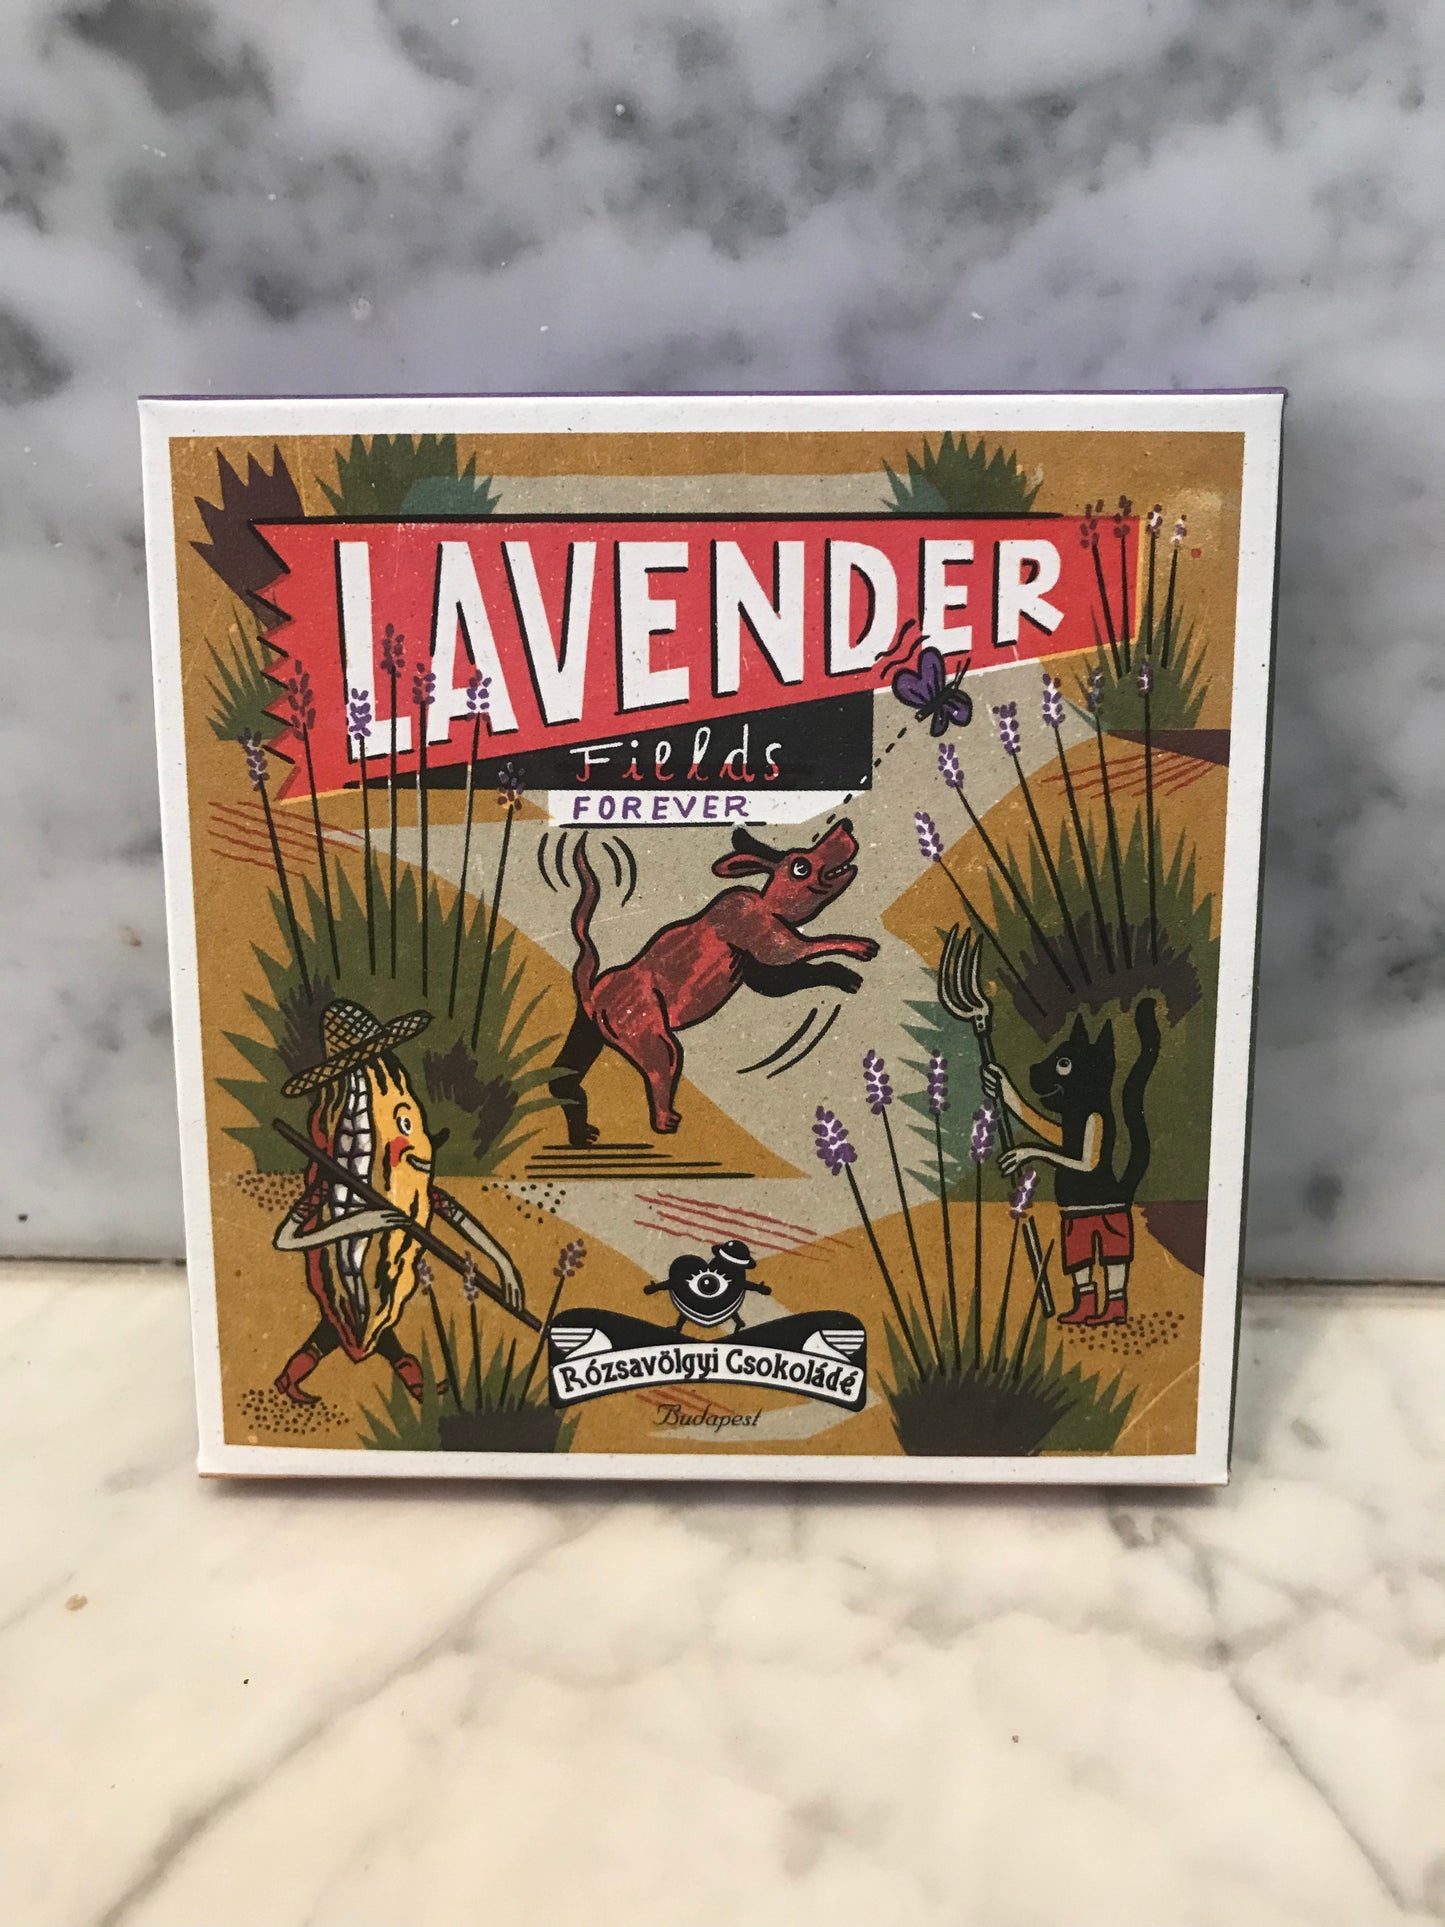 LAVENDER
Fields
FOREVER
Rózsavölgyi Csokoládé
Budapest